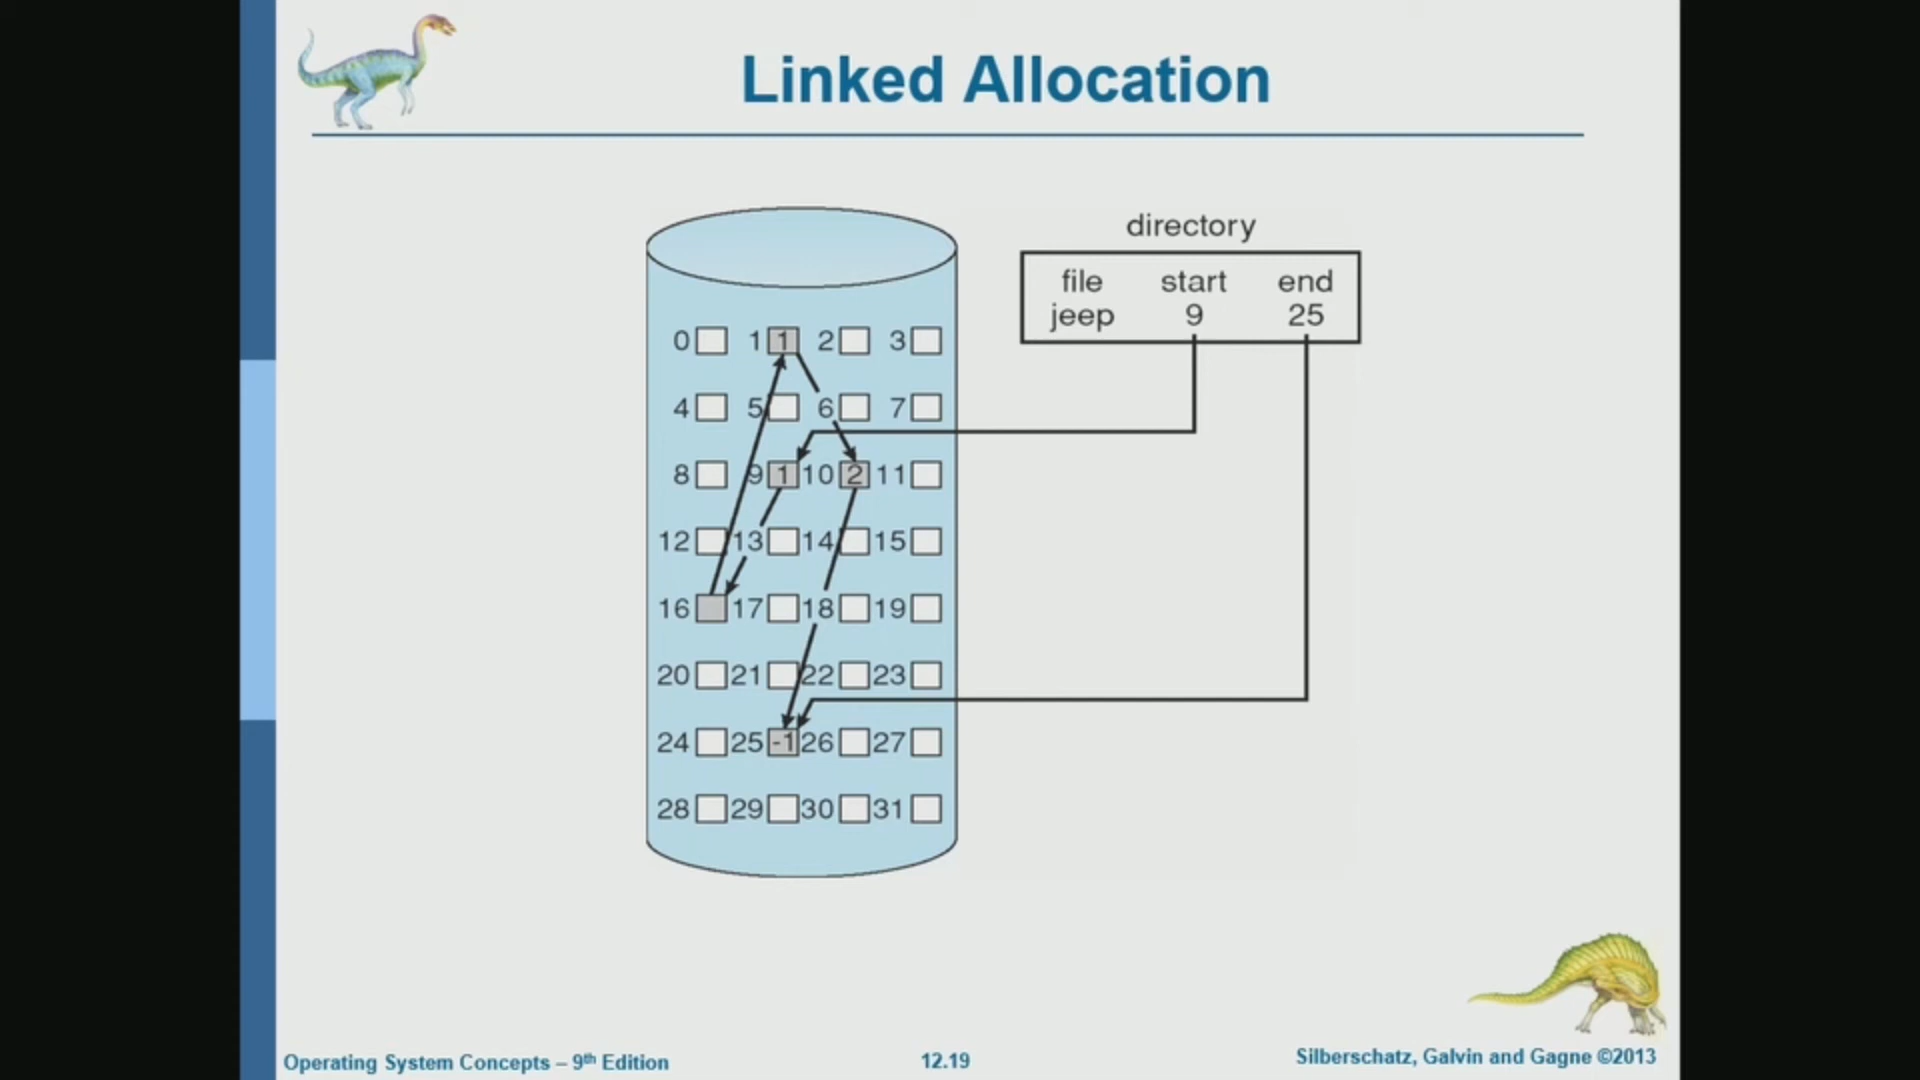 Linked Allocation
directory
file start end
jeep 9 25
0 1 1 2 3
4 5 6 7
8 9 1 10 2 11
12 13 14 15
16 17 18 19
20 21 22 23
24 25 -1 26 27
28 29 30 31
Operating System Concepts – 9th Edition 12.19 Silberschatz, Galvin and Gagne ©2013